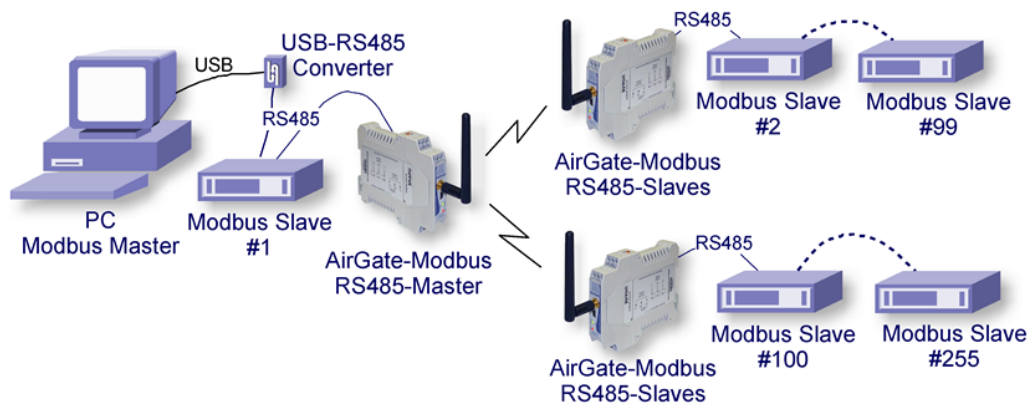 USB-RS485
Converter
USB
RS485
PC
Modbus Master
Modbus Slave
#1
AirGate-Modbus
RS485-Master
RS485
Modbus Slave
#2
Modbus Slave
#99
AirGate-Modbus
RS485-Slaves
RS485
Modbus Slave
#100
Modbus Slave
#255
AirGate-Modbus
RS485-Slaves